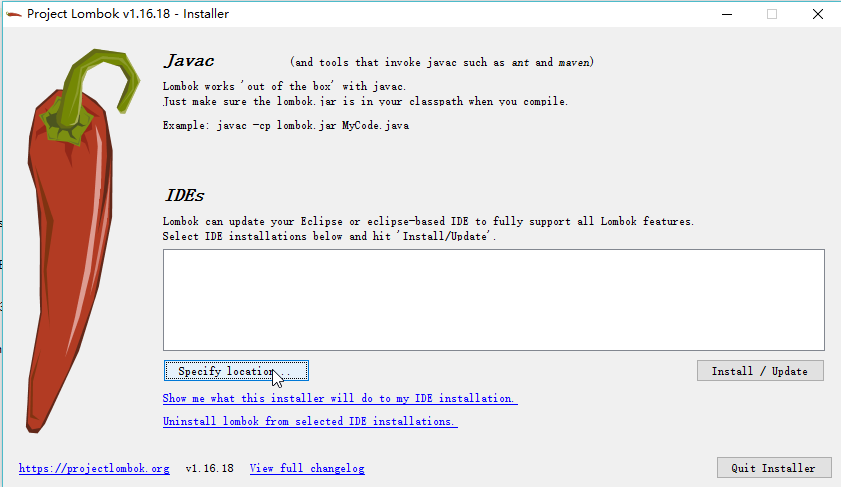 Project Lombok v1.16.18 - Installer
Javac (and tools that invoke javac such as ant and maven)
Lombok works 'out of the box' with javac.
Just make sure the lombok.jar is in your classpath when you compile.
Example: javac -cp lombok.jar MyCode.java
IDEs
Lombok can update your Eclipse or eclipse-based IDE to fully support all Lombok features.
Select IDE installations below and hit 'Install/Update'.
Specify location... Install / Update
Show me what this installer will do to my IDE installation.
Uninstall lombok from selected IDE installations.
https://projectlombok.org v1.16.18 View full changelog Quit Installer